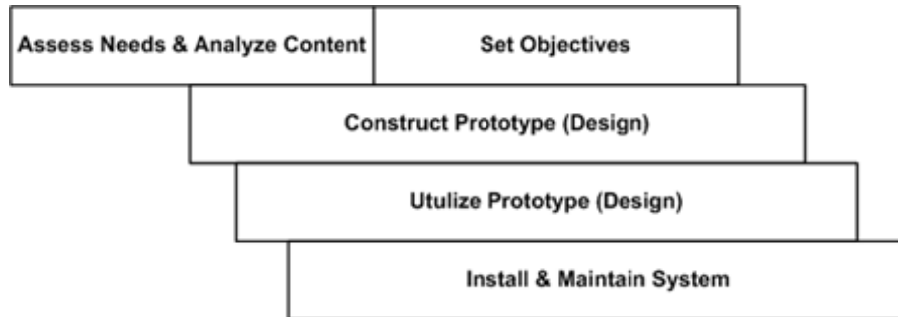 Assess Needs & Analyze Content
Set Objectives
Construct Prototype (Design)
Utulize Prototype (Design)
Install & Maintain System